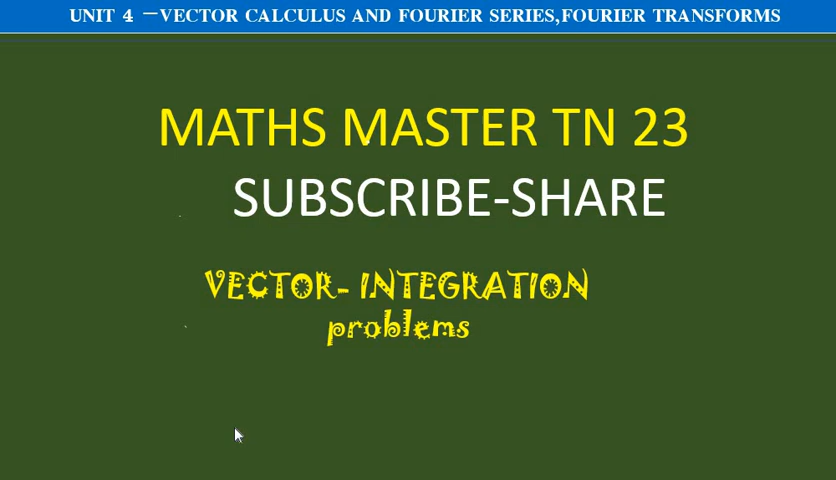 UNIT 4 —VECTOR CALCULUS AND FOURIER SERIES,FOURIER TRANSFORMS
MATHS MASTER TN 23
SUBSCRIBE-SHARE
VECTOR- INTEGRATION
problems